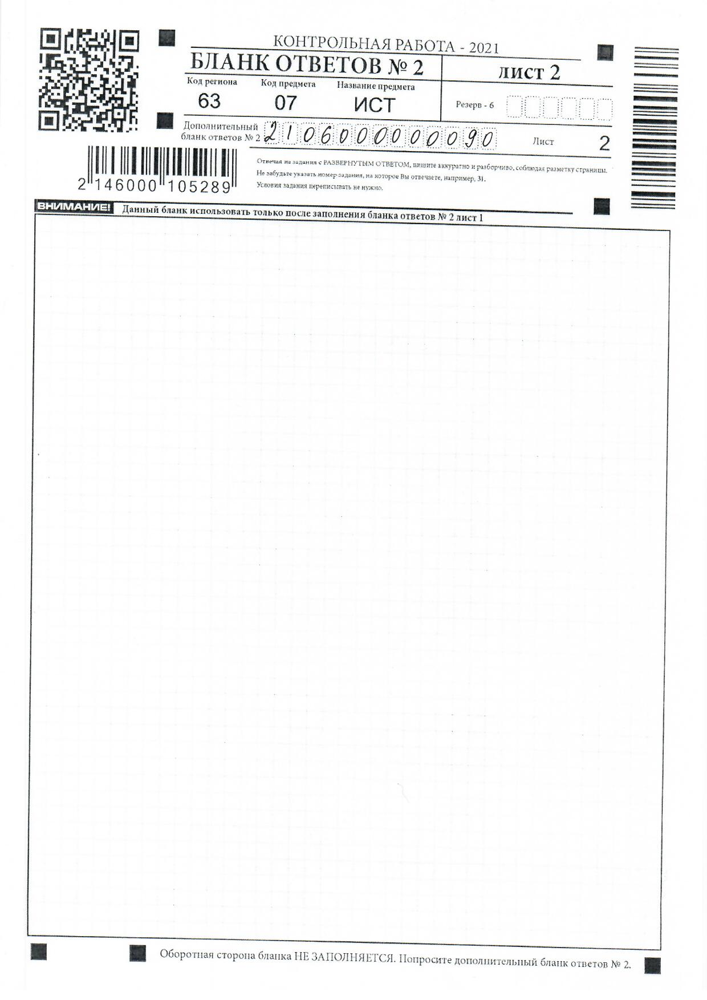 КОНТРОЛЬНАЯ РАБОТА - 2021
БЛАНК ОТВЕТОВ № 2
лист 2
Код региона Код предмета Название предмета
63 07 ИСТ
Резерв - 6
Дополнительный
бланк ответов № 2
2106000000090
Лист 2
2 146000 105289
Отвечая на задания с РАЗВЕРНУТЫМ ОТВЕТОМ, пишите аккуратно и разборчиво, соблюдая разметку страницы.
Не забудьте указать номер задания, на которое Вы отвечаете, например, 31.
Условия задания переписывать не нужно.
ВНИМАНИЕ! Данный бланк использовать только после заполнения бланка ответов № 2 лист 1
Оборотная сторона бланка НЕ ЗАПОЛНЯЕТСЯ. Попросите дополнительный бланк ответов № 2.